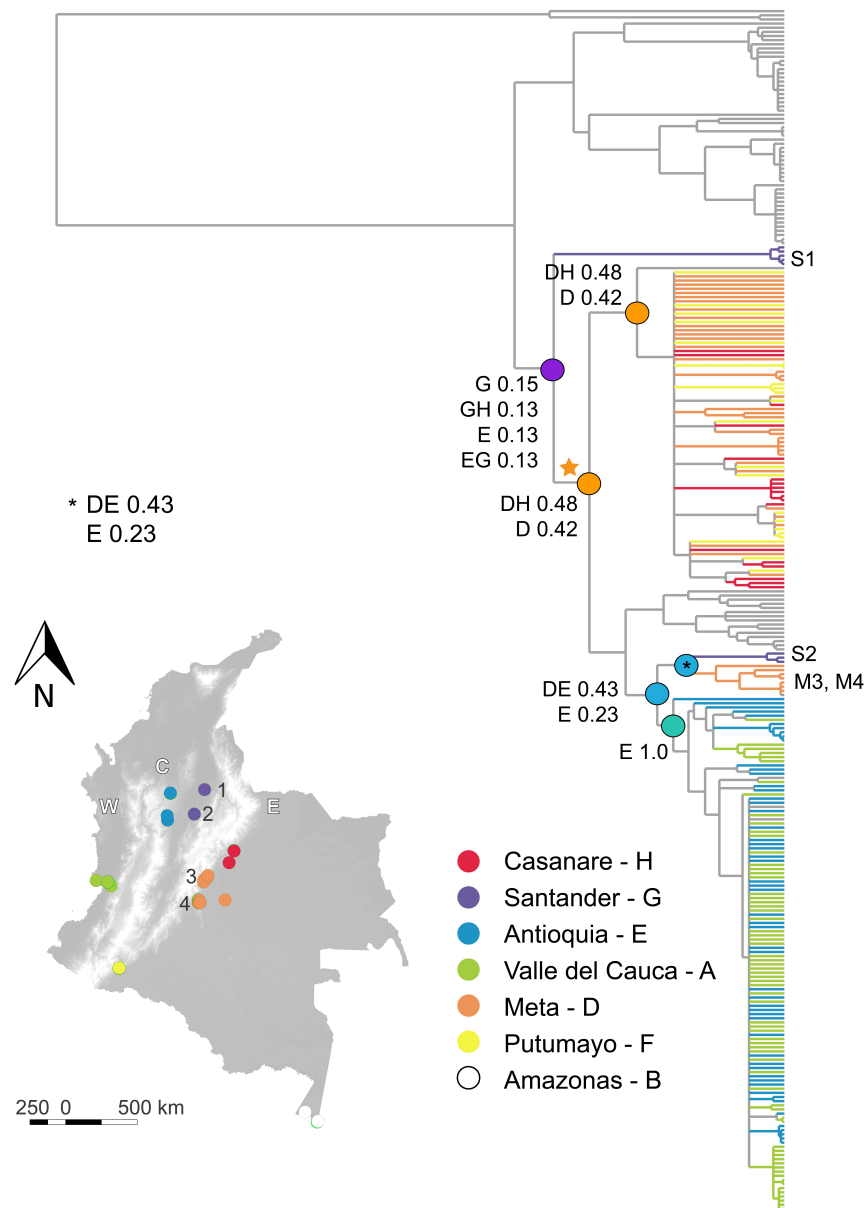 S1
DH 0.48
D 0.42
G 0.15
GH 0.13
E 0.13
EG 0.13
DH 0.48
D 0.42
* DE 0.43
E 0.23
S2
M3, M4
*
DE 0.43
E 0.23
E 1.0
N
C
W
E
1
2
3
4
Casanare - H
Santander - G
Antioquia - E
Valle del Cauca - A
Meta - D
Putumayo - F
Amazonas - B
250 0 500 km